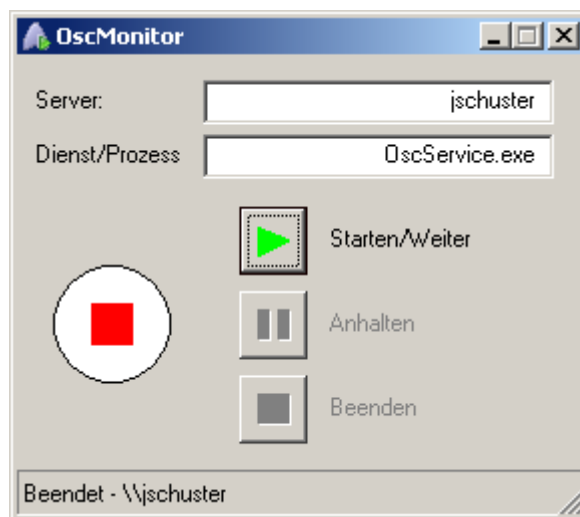 OscMonitor
Server: jschuster
Dienst/Prozess OscService.exe
Starten/Weiter
Anhalten
Beenden
Beendet - \\jschuster